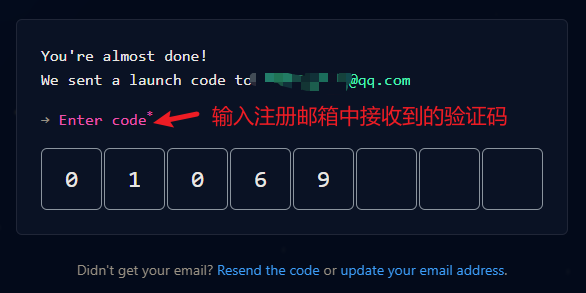 You're almost done!
We sent a launch code to @qq.com
→ Enter code* 输入注册邮箱中接收到的验证码
0 1 0 6 9
Didn't get your email? Resend the code or update your email address.